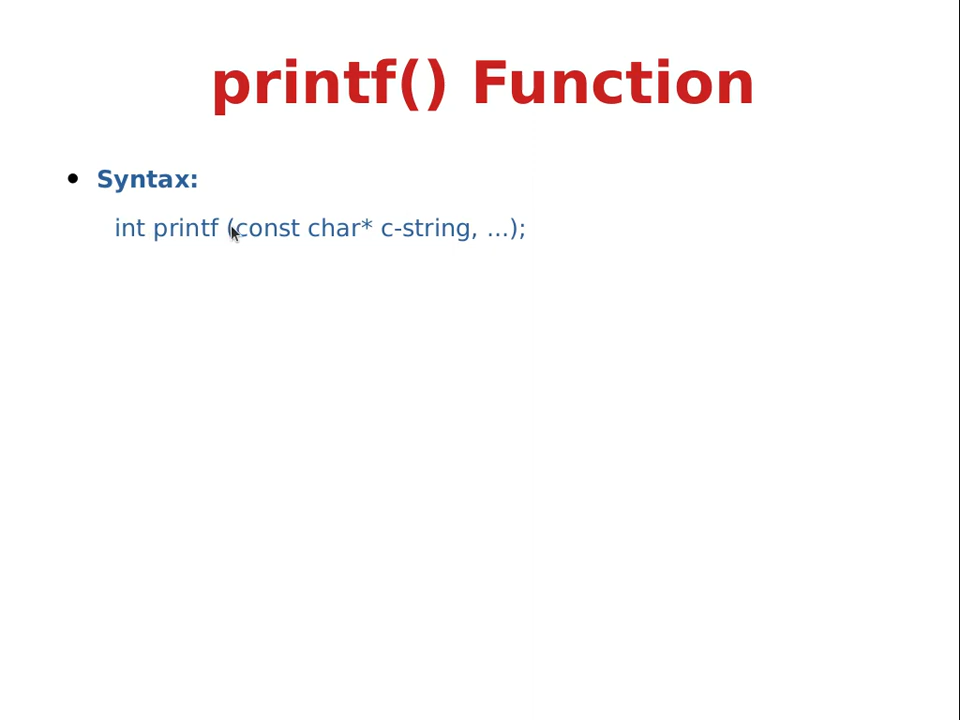 printf() Function
• Syntax:
int printf (const char* c-string, ...);